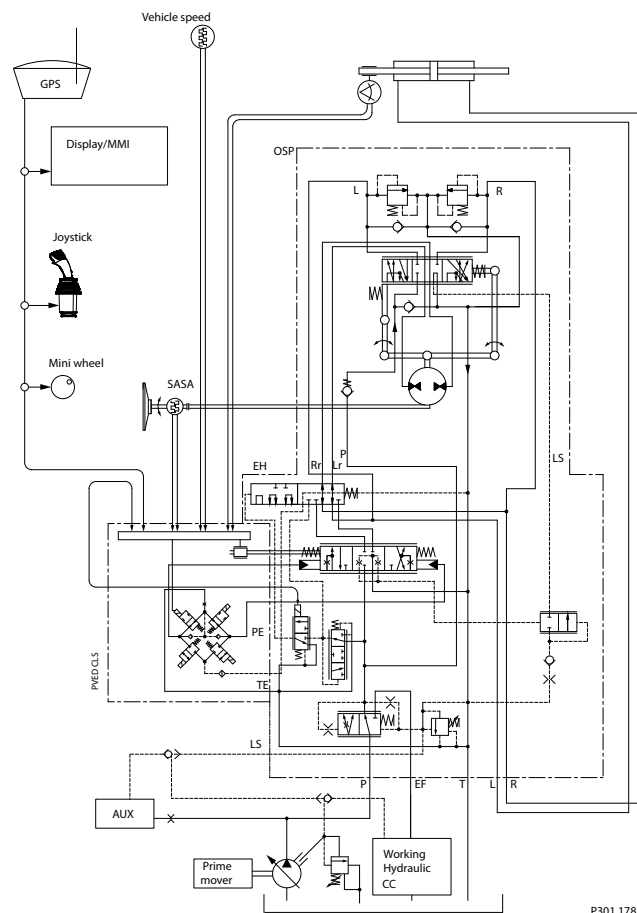 Vehicle speed
GPS
Display/MMI
OSP
L
R
Joystick
Mini wheel
SASA
P
LS
EH
Rr
Lr
PE
PVED CLS
TE
LS
P
EF
T
L
R
AUX
Prime
mover
Working
Hydraulic
CC
P301 178